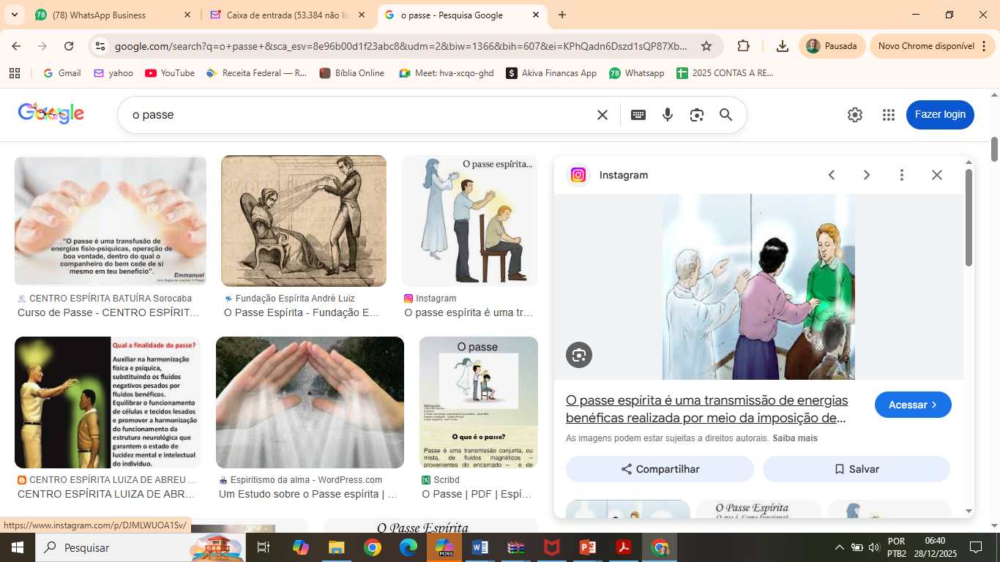 (78) WhatsApp Business
Caixa de entrada (53.384 não lid
o passe - Pesquisa Google
google.com/search?q=o+passe+&sca_esv=8e96b00d1f23abc8&udm=2&biw=1366&bih=607&ei=KPhQadn6Dszd1sQP87Xb...
Pausada
Novo Chrome disponível
Gmail
yahoo
YouTube
Receita Federal — R...
Bíblia Online
Meet: hva-xcqo-ghd
Akiva Financas App
Whatsapp
2025 CONTAS A RE...
Google
o passe
Fazer login
"O passe é uma transfusão de
energias fisio-psíquicas, operação de
boa vontade, dentro do qual o
companheiro do bem cede de si
mesmo em teu benefício".
Emmanuel
CENTRO ESPÍRITA BATUÍRA Sorocaba
Curso de Passe - CENTRO ESPÍRIT...
Fundação Espírita André Luiz
O Passe Espírita - Fundação E...
O passe espírita...
Instagram
O passe espírita é uma tr...
Qual a finalidade do passe?
Auxiliar na harmonização
física e psíquica,
substituindo os fluidos
negativos pesados por
fluidos benéficos.
Equilibrar o funcionamento
de células e tecidos lesados
e promover a harmonização
do funcionamento da
estrutura neurológica que
garantem o estado de
lucidez mental e intelectual
do individuo.
CENTRO ESPÍRITA LUIZA DE ABREU ...
CENTRO ESPÍRITA LUIZA DE ABR...
Espiritismo da alma - WordPress.com
Um Estudo sobre o Passe espírita | ...
O passe
O que é o passe?
Passe é uma transmissão conjunta, ou
mista, de fluidos magnéticos –
provenientes do encarnado – e de
Scribd
O Passe | PDF | Espí...
O Passe Espírita
Instagram
O passe espírita é uma transmissão de energias
benéficas realizada por meio da imposição de...
Acessar
As imagens podem estar sujeitas a direitos autorais. Saiba mais
Compartilhar
Salvar
O Passe Espírita
O que é. Como funciona?
https://www.instagram.com/p/DJMLWUOA1Sv/
Pesquisar
M365
POR
PTB2
06:40
28/12/2025